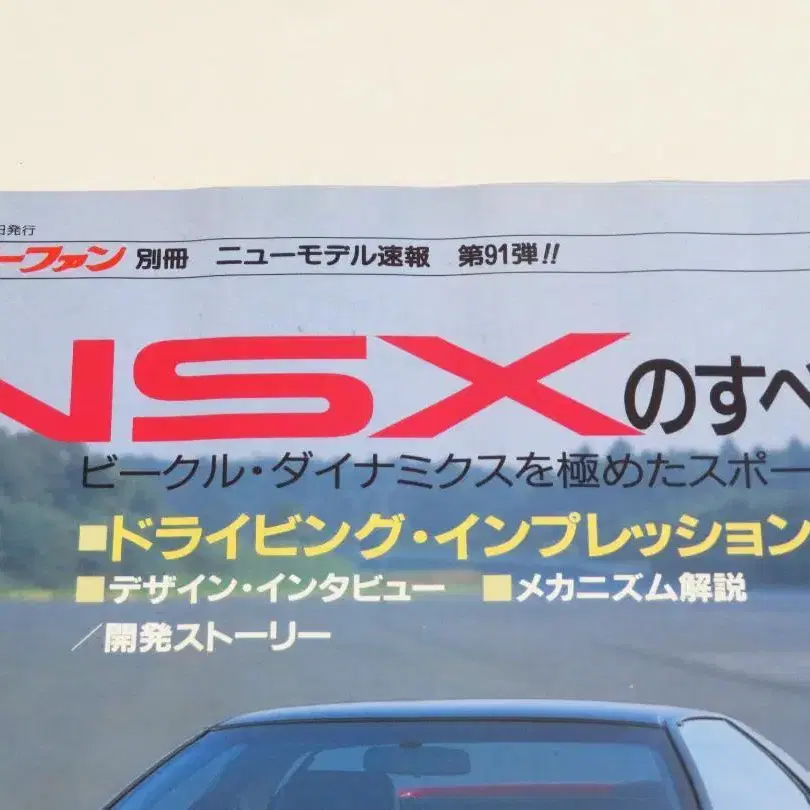 日発行
ーファン 別冊 ニューモデル速報 第91弾!!
NSXのすべ
ビークル・ダイナミクスを極めたスポー
■ドライビング・インプレッション
■デザイン・インタビュー ■メカニズム解説
／開発ストーリー